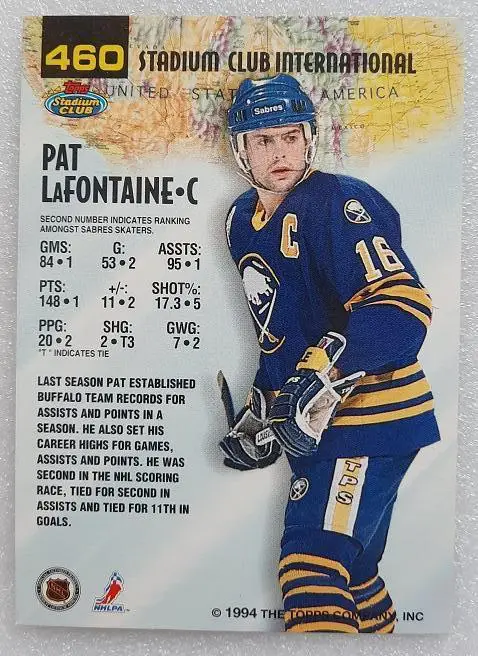 460 STADIUM CLUB INTERNATIONAL
Topps
Stadium
CLUB
UNITED STAT AMERICA
MEXICO
Sabres
PAT
LAFONTAINE•C
SECOND NUMBER INDICATES RANKING
AMONGST SABRES SKATERS.
GMS: G: ASSTS:
84•1 53•2 95•1
PTS: +/-: SHOT%:
148•1 11•2 17.3•5
PPG: SHG: GWG:
20•2 2•T3 7•2
"T" INDICATES TIE
LAST SEASON PAT ESTABLISHED
BUFFALO TEAM RECORDS FOR
ASSISTS AND POINTS IN A
SEASON. HE ALSO SET HIS
CAREER HIGHS FOR GAMES,
ASSISTS AND POINTS. HE WAS
SECOND IN THE NHL SCORING
RACE, TIED FOR SECOND IN
ASSISTS AND TIED FOR 11TH IN
GOALS.
C
16
TPS
NHL
NHLPA™
© 1994 THE TOPPS COMPANY, INC